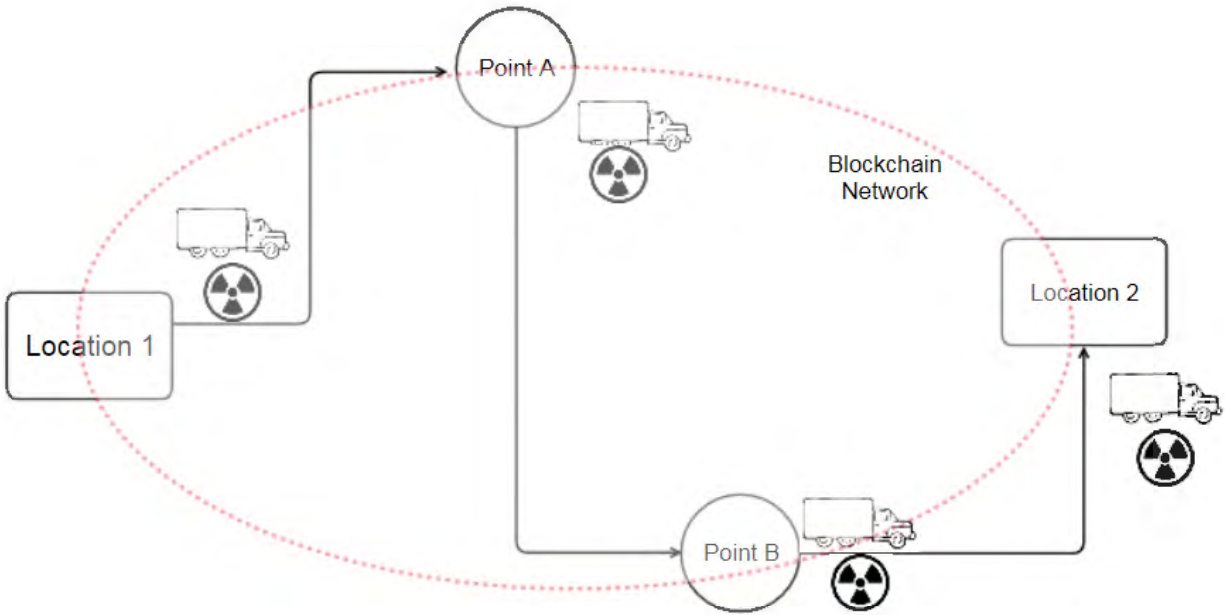 Point A
Blockchain
Network
Location 1
Location 2
Point B